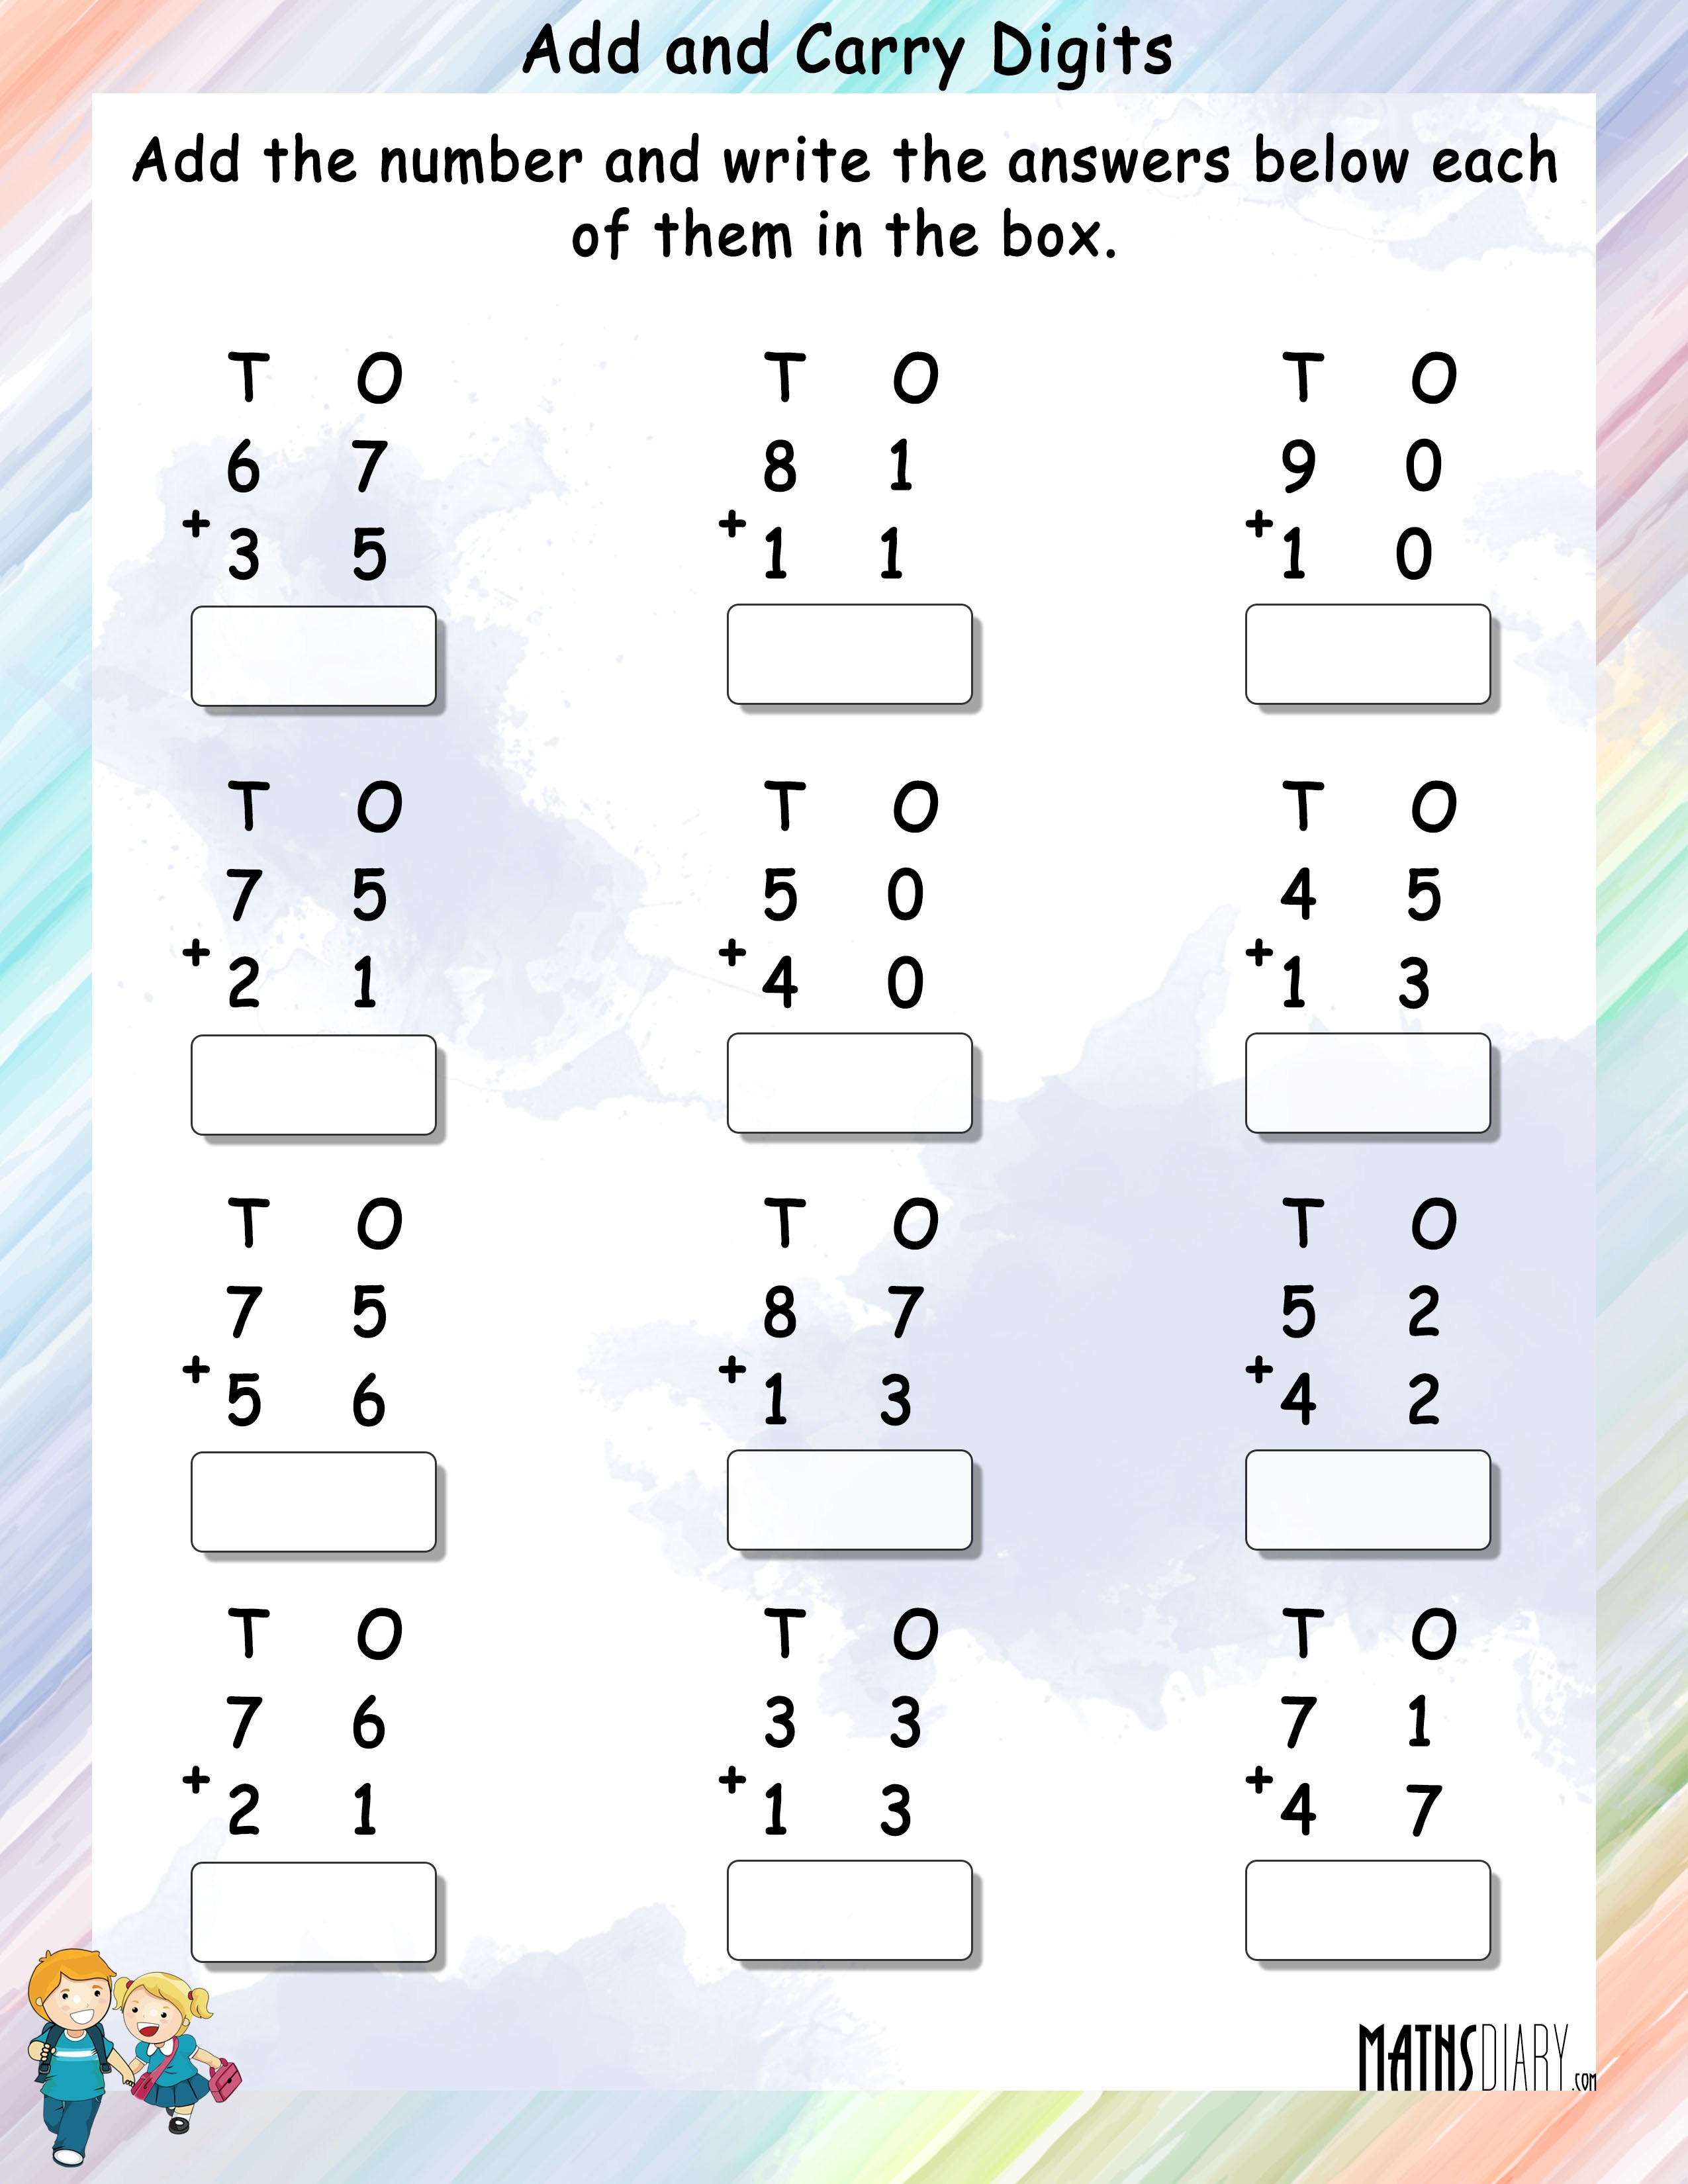 Add and Carry Digits
Add the number and write the answers below each
of them in the box.
T O T O T O
6 7 8 1 9 0
+ 3 5 + 1 1 + 1 0
T O T O T O
7 5 5 0 4 5
+ 2 1 + 4 0 + 1 3
T O T O T O
7 5 8 7 5 2
+ 5 6 + 1 3 + 4 2
T O T O T O
7 6 3 3 7 1
+ 2 1 + 1 3 + 4 7
MATHSDIARY.COM